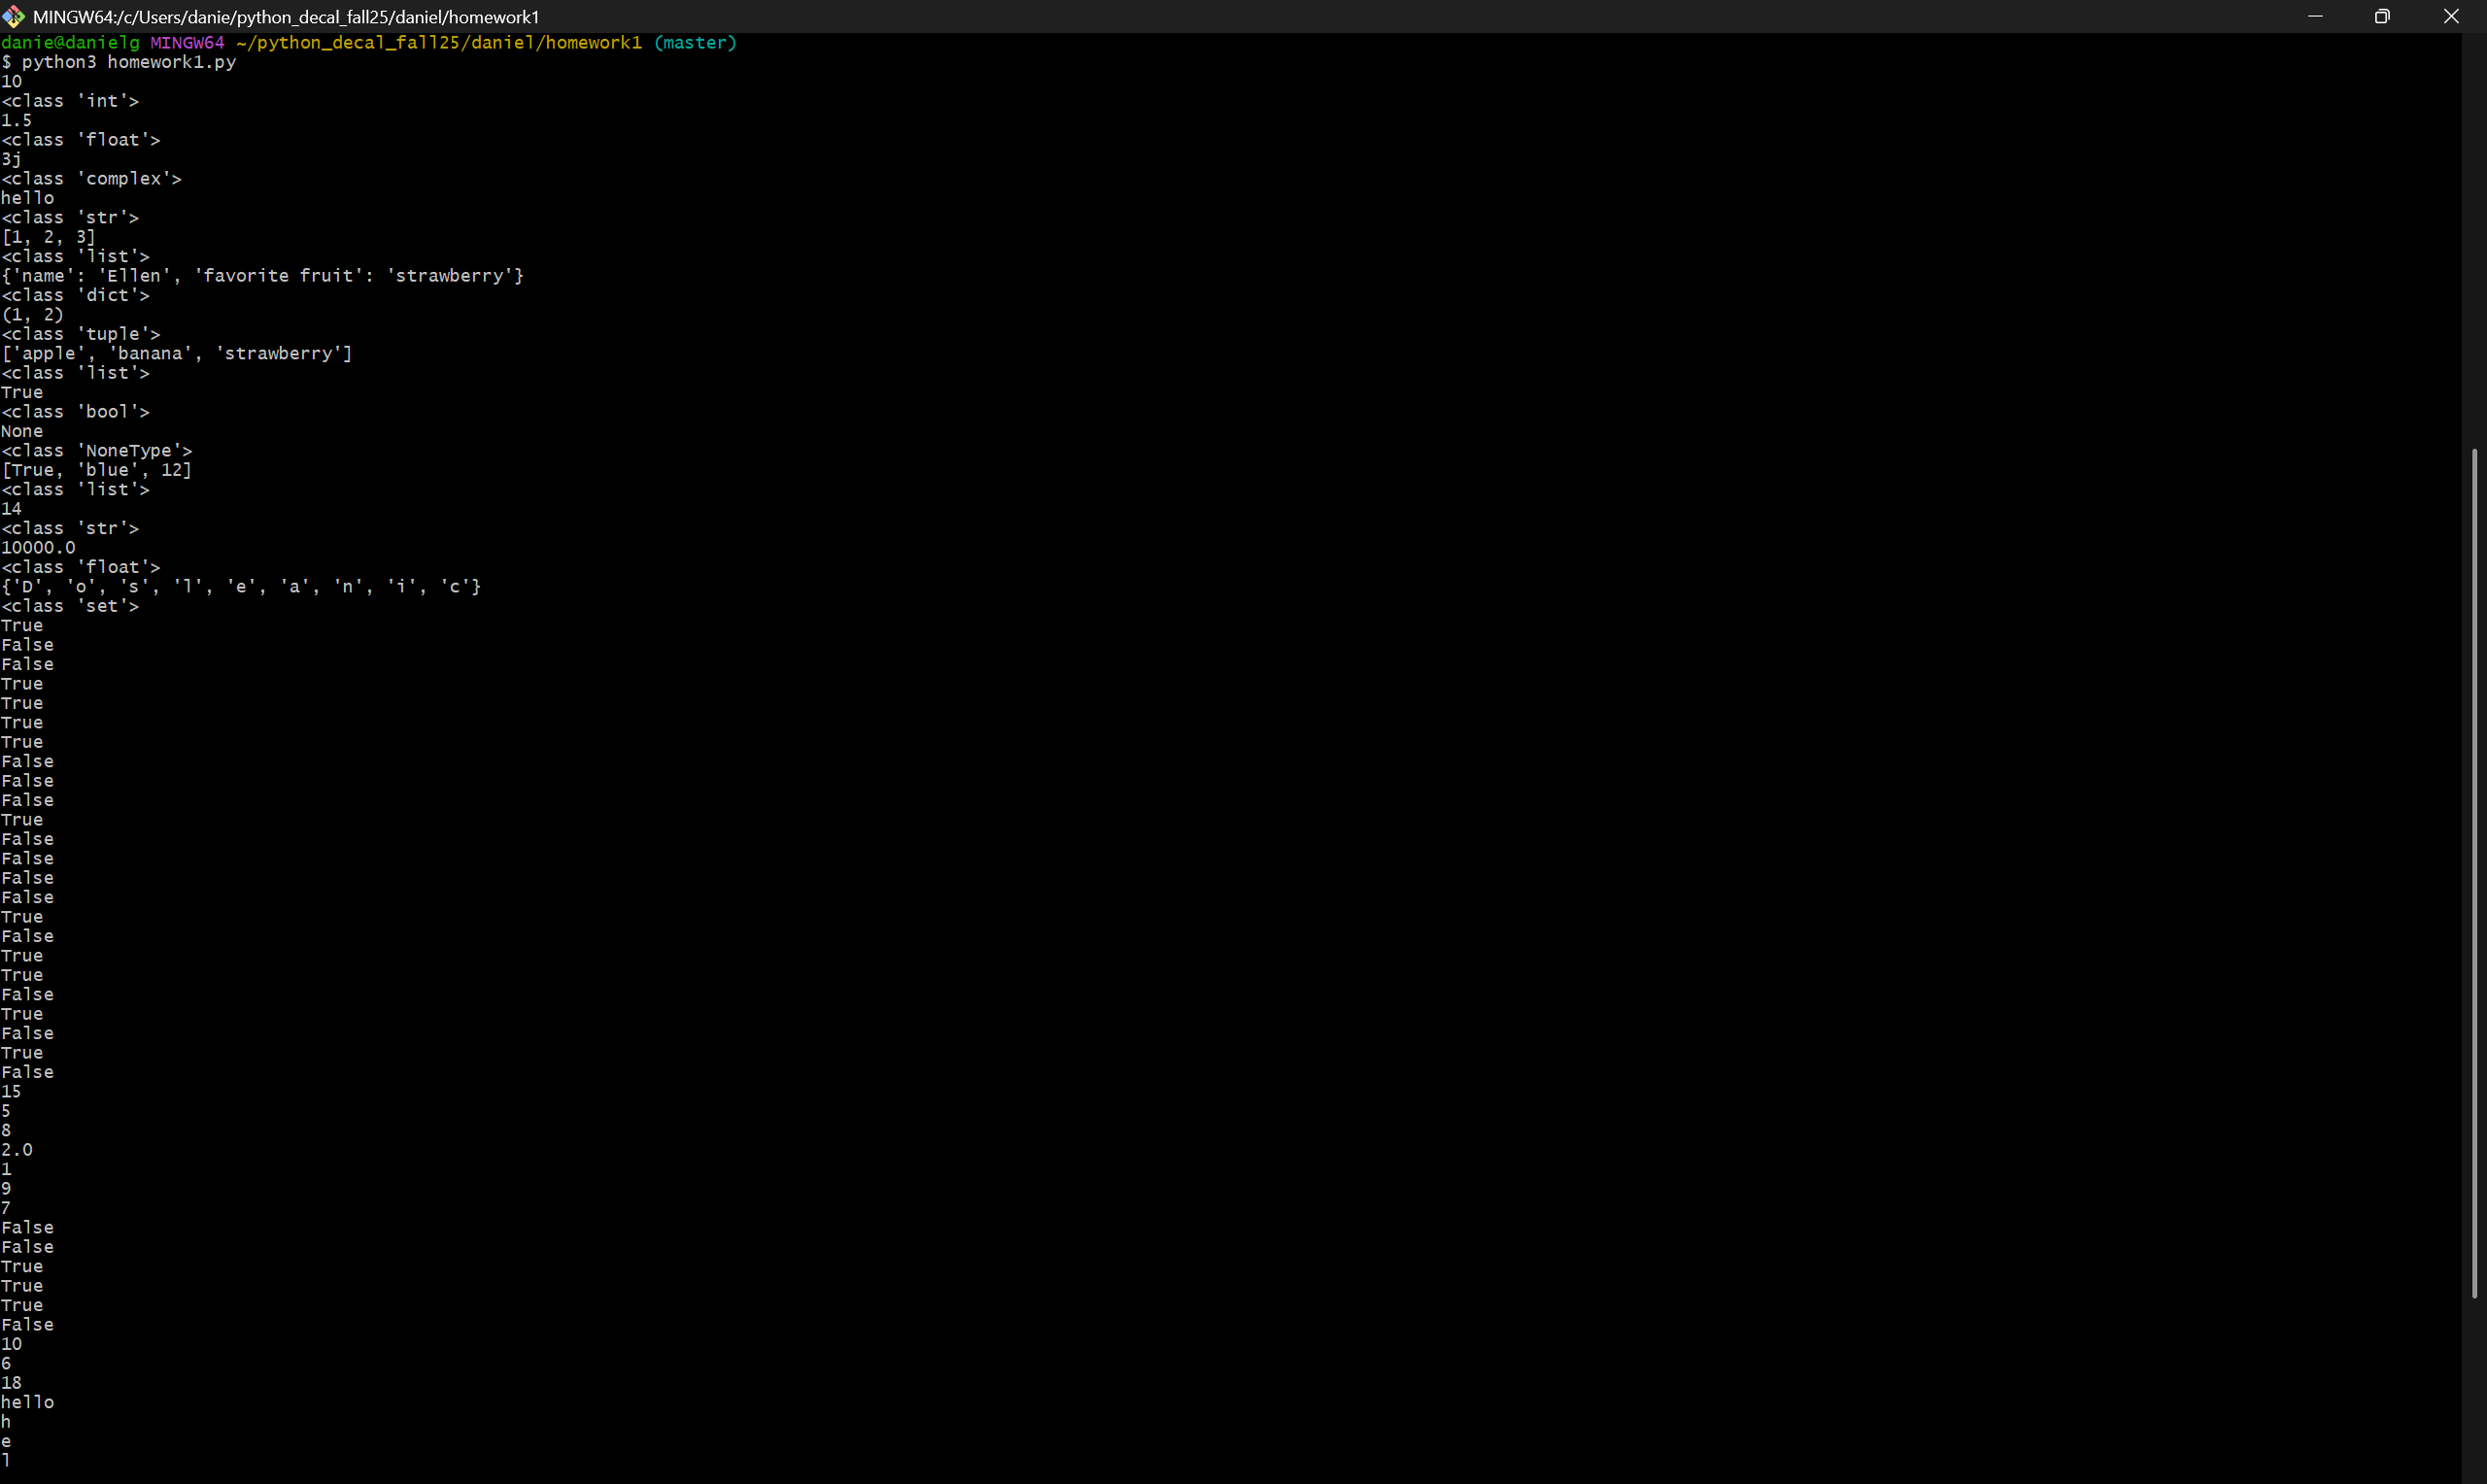 MINGW64:/c/Users/danie/python_decal_fall25/daniel/homework1
danie@danielg MINGW64 ~/python_decal_fall25/daniel/homework1 (master)
$ python3 homework1.py
10
<class 'int'>
1.5
<class 'float'>
3j
<class 'complex'>
hello
<class 'str'>
[1, 2, 3]
<class 'list'>
{'name': 'Ellen', 'favorite fruit': 'strawberry'}
<class 'dict'>
(1, 2)
<class 'tuple'>
['apple', 'banana', 'strawberry']
<class 'list'>
True
<class 'bool'>
None
<class 'NoneType'>
[True, 'blue', 12]
<class 'list'>
14
<class 'str'>
10000.0
<class 'float'>
{'D', 'o', 's', 'l', 'e', 'a', 'n', 'i', 'c'}
<class 'set'>
True
False
False
True
True
True
True
False
False
False
True
False
False
False
False
True
False
True
True
False
True
False
True
False
15
5
8
2.0
1
9
7
False
False
True
True
True
False
10
6
18
hello
h
e
l